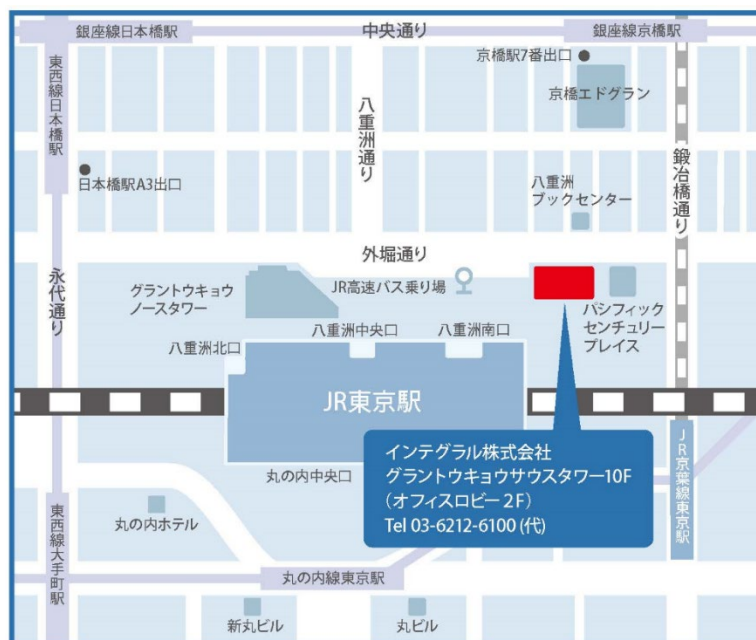 銀座線日本橋駅
中央通り
銀座線京橋駅
京橋駅7番出口
京橋エドグラン
東西線日本橋駅
八重洲通り
鍛冶橋通り
日本橋駅A3出口
八重洲
ブックセンター
外堀通り
永代通り
グラントウキョウ
ノースタワー
JR高速バス乗り場
パシフィック
センチュリー
プレイス
八重洲北口
八重洲中央口
八重洲南口
JR東京駅
インテグラル株式会社
グラントウキョウサウスタワー10F
（オフィスロビー2F）
Tel 03-6212-6100 (代)
丸の内中央口
JR京葉線東京駅
東西線大手町駅
丸の内ホテル
丸の内線東京駅
新丸ビル
丸ビル